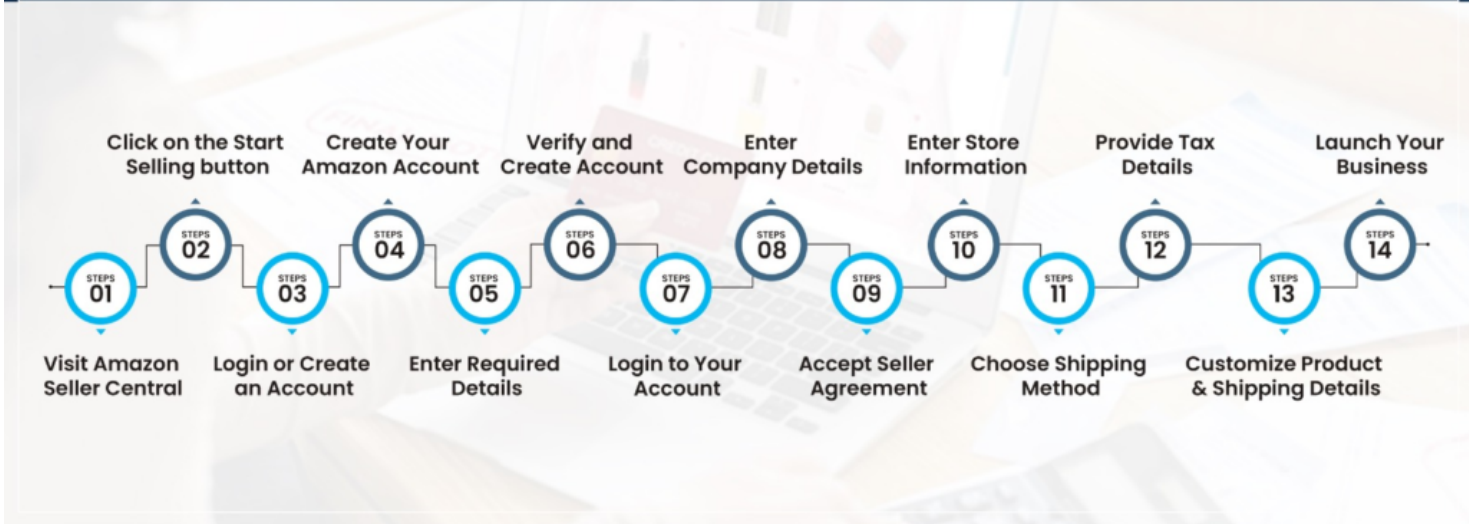 Click on the Start
Selling button
Create Your
Amazon Account
Verify and
Create Account
Enter
Company Details
Enter Store
Information
Provide Tax
Details
Launch Your
Business
STEPS
01
STEPS
02
STEPS
03
STEPS
04
STEPS
05
STEPS
06
STEPS
07
STEPS
08
STEPS
09
STEPS
10
STEPS
11
STEPS
12
STEPS
13
STEPS
14
Visit Amazon
Seller Central
Login or Create
an Account
Enter Required
Details
Login to Your
Account
Accept Seller
Agreement
Choose Shipping
Method
Customize Product
& Shipping Details